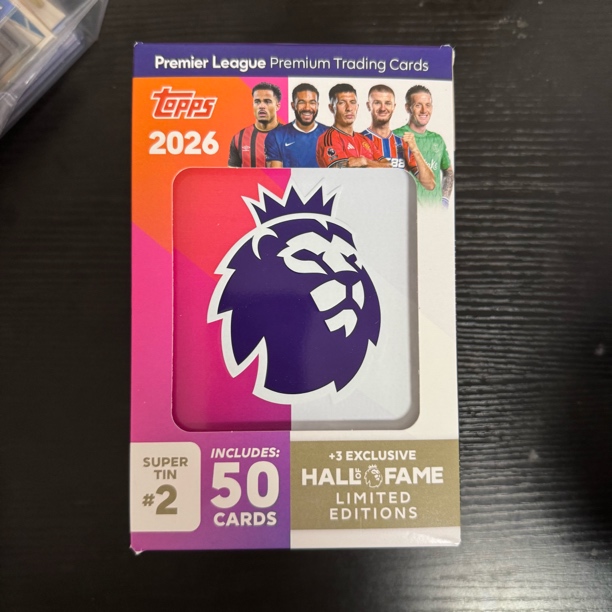 Premier League Premium Trading Cards
Topps
2026
SUPER
TIN
#2
INCLUDES:
50
CARDS
+3 EXCLUSIVE
HALL OF FAME
LIMITED
EDITIONS